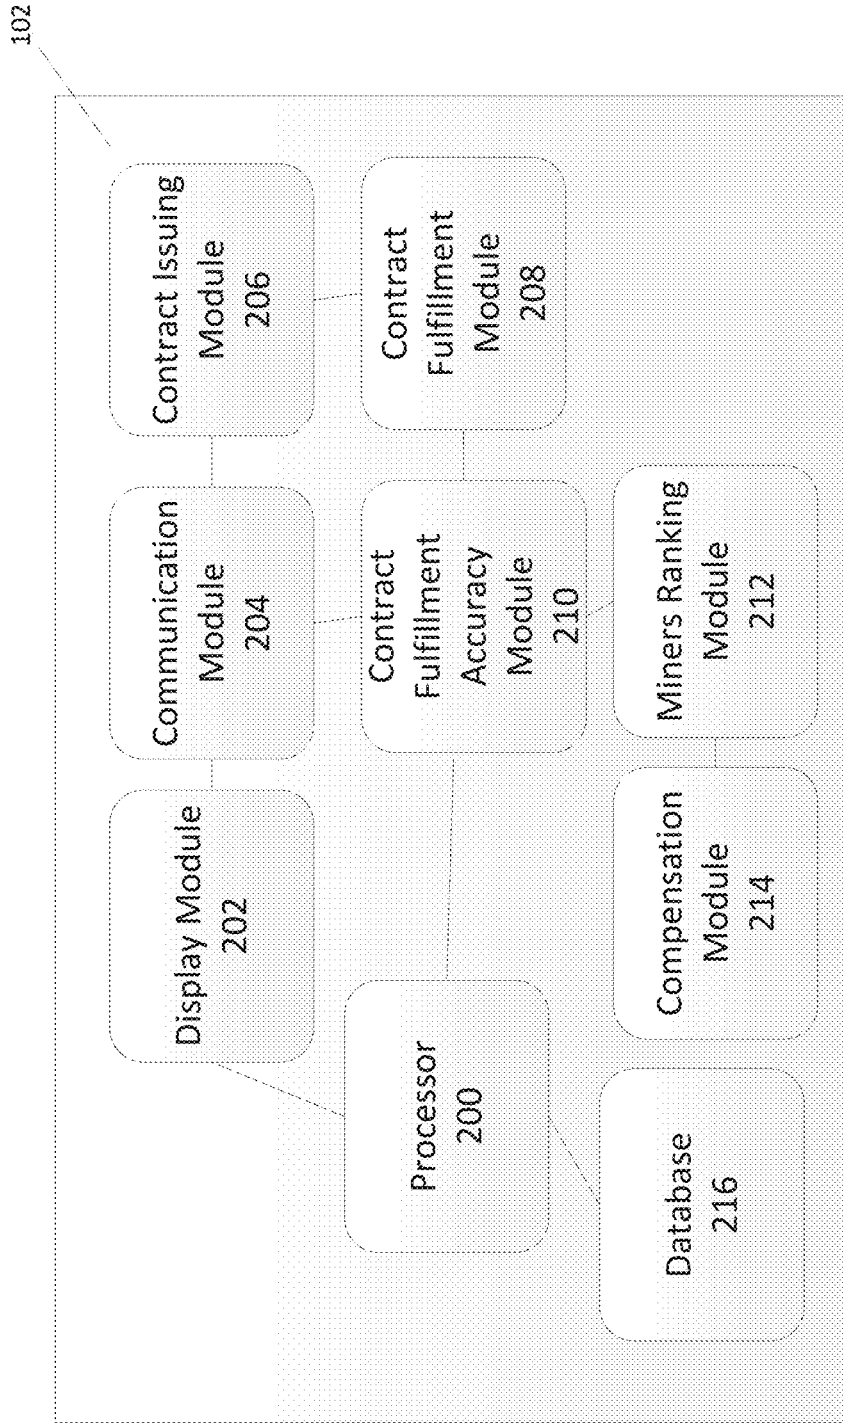 102
Display Module
202
Communication
Module
204
Contract Issuing
Module
206
Processor
200
Contract
Fulfillment
Accuracy
Module
210
Contract
Fulfillment
Module
208
Database
216
Compensation
Module
214
Miners Ranking
Module
212